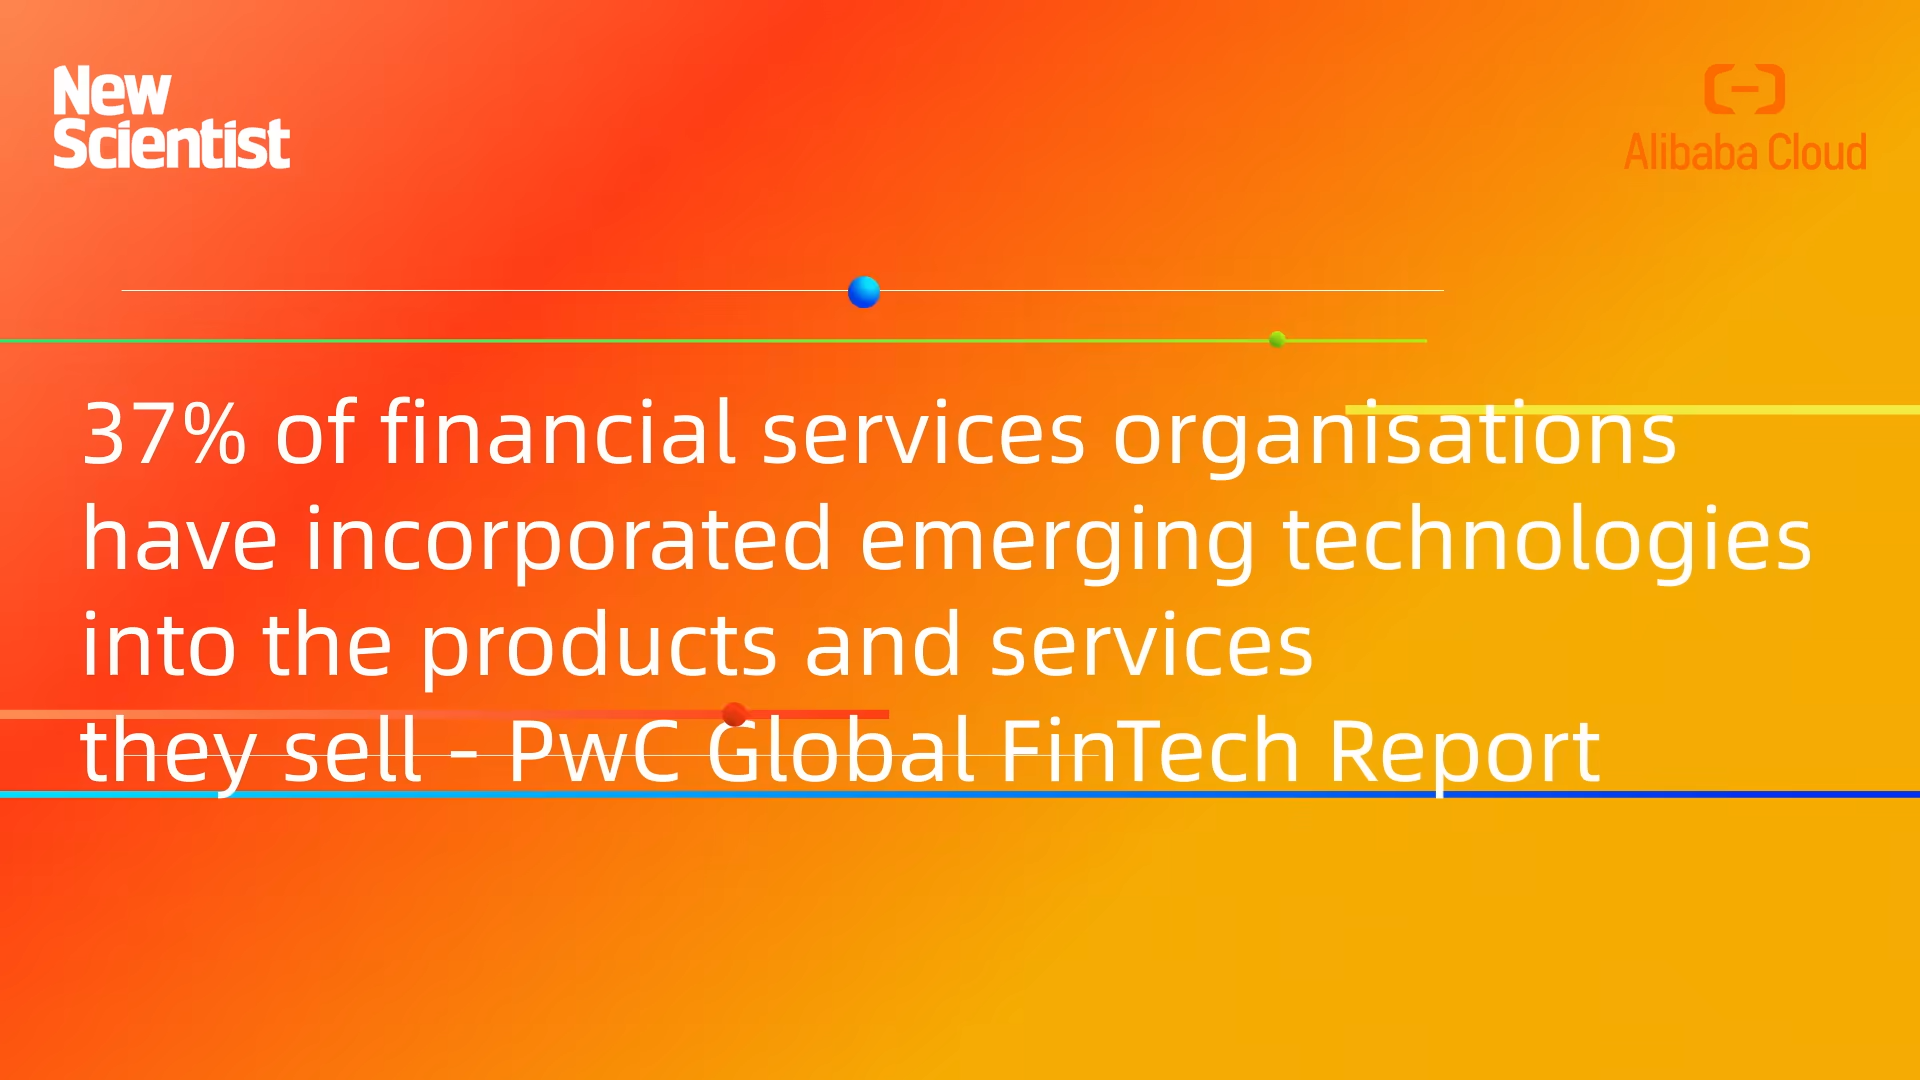 New
Scientist
Alibaba Cloud
37% of financial services organisations
have incorporated emerging technologies
into the products and services
they sell - PwC Global FinTech Report